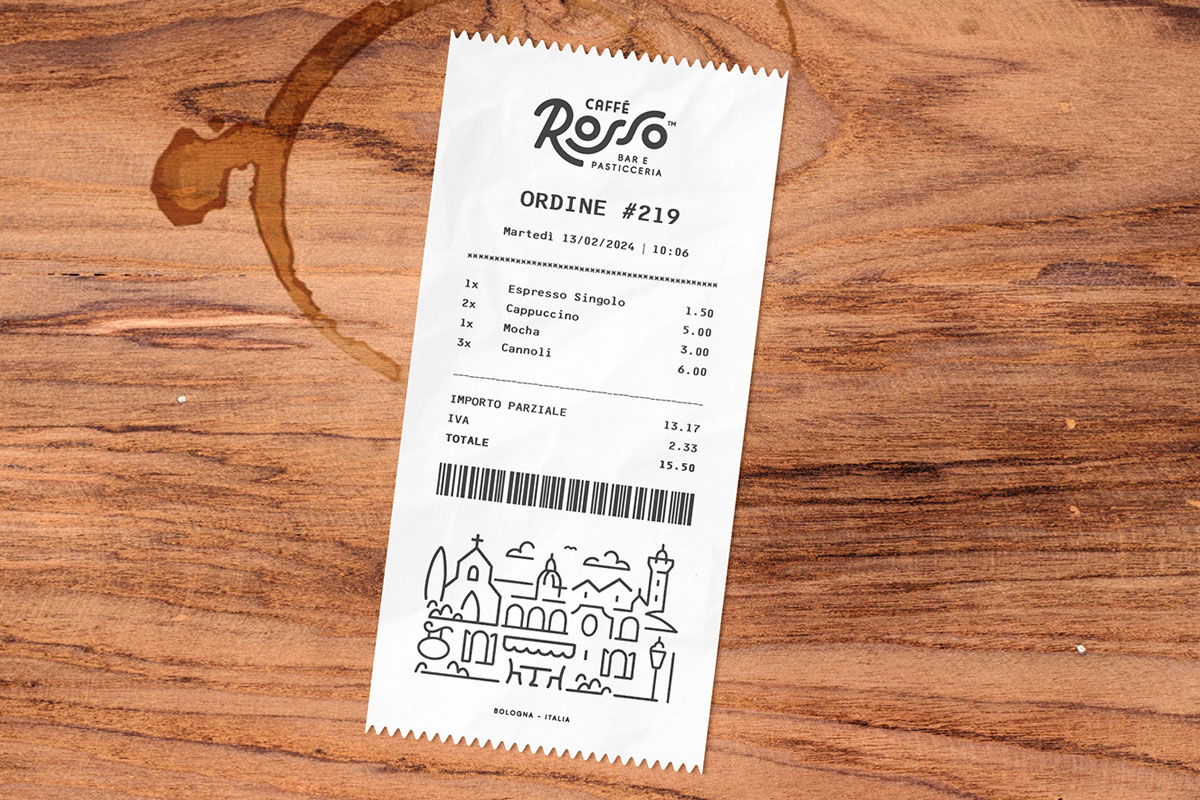 CAFFÈ
Rosso™
BAR E
PASTICCERIA
ORDINE #219
Martedì 13/02/2024 | 10:06
1x Espresso Singolo 1.50
2x Cappuccino 5.00
1x Mocha 3.00
3x Cannoli 6.00
IMPORTO PARZIALE 13.17
IVA 2.33
TOTALE 15.50
BOLOGNA - ITALIA